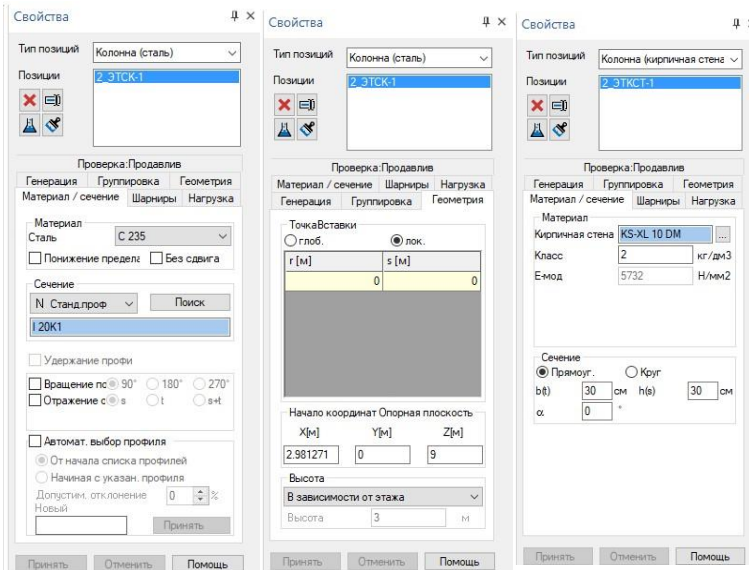 Свойства
Тип позиций Колонна (сталь)
Позиции 2_ЭТСК-1
Проверка:Продавлив
Генерация Группировка Геометрия
Материал / сечение Шарниры Нагрузка
Материал
Сталь С 235
Понижение предела Без сдвига
Сечение
N Станд.проф Поиск
I 20K1
Удержание профи
Вращение пс 90° 180° 270°
Отражение с s t s+t
Автомат. выбор профиля
От начала списка профилей
Начиная с указан. профиля
Допустим. отклонение 0 %
Новый
Принять
Принять Отменить Помощь
Свойства
Тип позиций Колонна (сталь)
Позиции 2_ЭТСК-1
Проверка:Продавлив
Материал / сечение Шарниры Нагрузка
Генерация Группировка Геометрия
ТочкаВставки
глоб. лок.
r [м] s [м]
0 0
Начало координат Опорная плоскость
X[м] Y[м] Z[м]
2.981271 0 9
Высота
В зависимости от этажа
Высота 3 м
Принять Отменить Помощь
Свойства
Тип позиций Колонна (кирпичная стена
Позиции 2_ЭТКСТ-1
Проверка:Продавлив
Генерация Группировка Геометрия
Материал / сечение Шарниры Нагрузка
Материал
Кирпичная стена KS-XL 10 DM ...
Класс 2 кг/дм3
Е-мод 5732 Н/мм2
Сечение
Прямоуг. Круг
b(t) 30 см h(s) 30 см
α 0 °
Принять Отменить Помощь